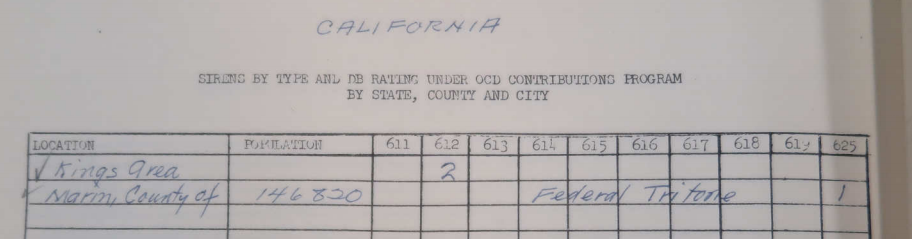 CALIFORNIA
SIRENS BY TYPE AND DB RATING UNDER OCD CONTRIBUTIONS PROGRAM
BY STATE, COUNTY AND CITY
LOCATION POPULATION 611 612 613 614 615 616 617 618 619 625
✓ Kings Area 2
✓ Marin, County of 146820 Federal Tritone 1